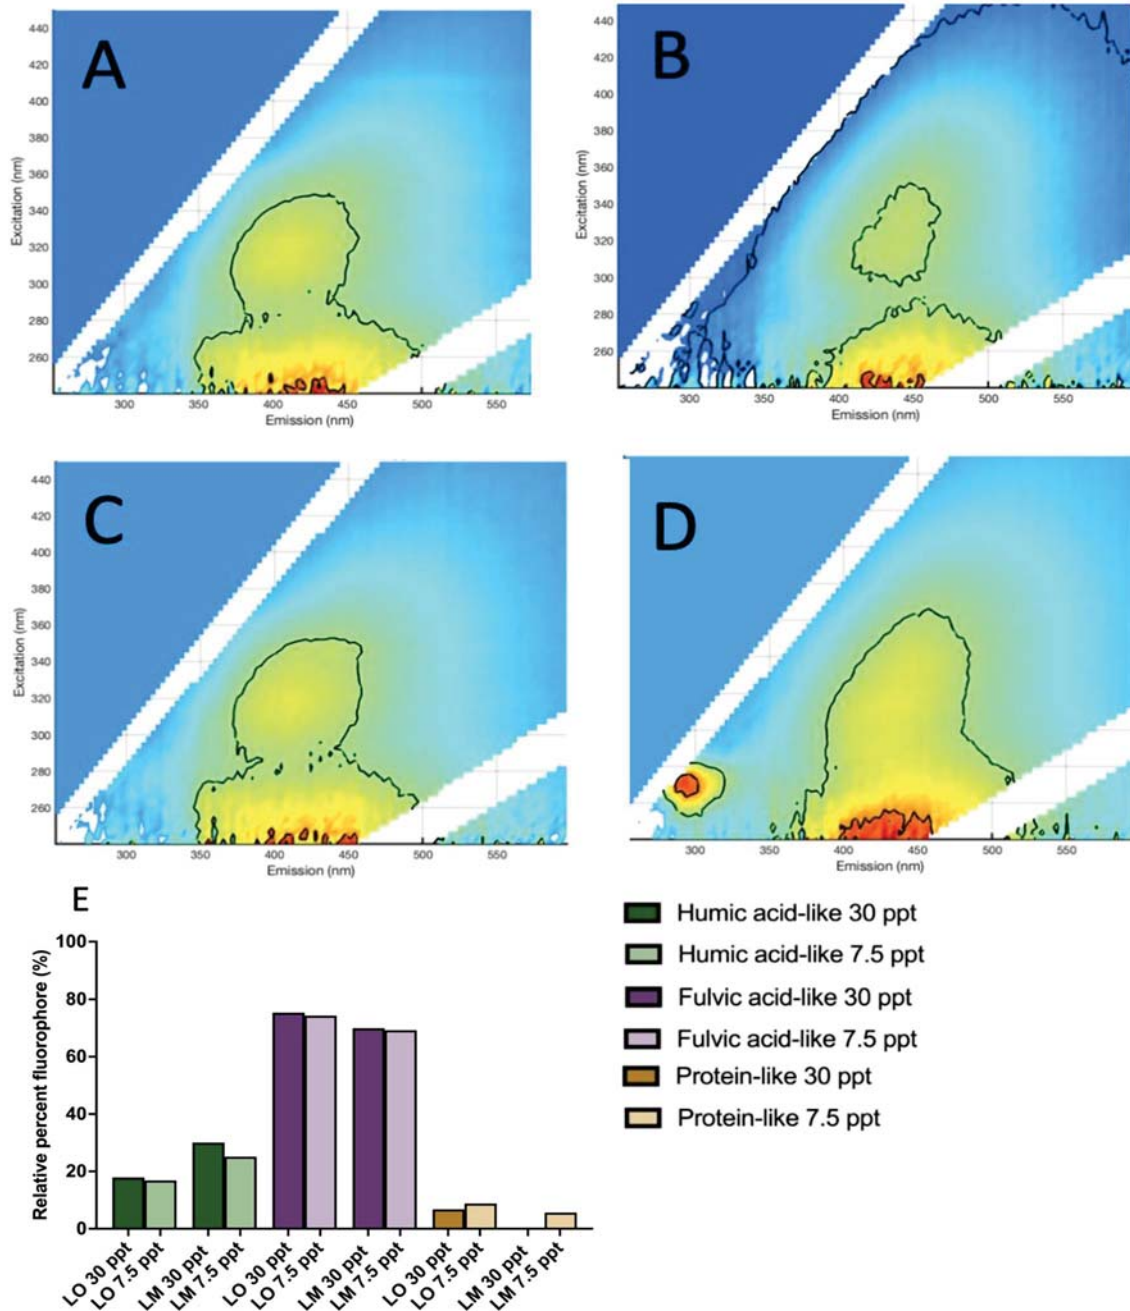 A
Excitation (nm)
440
420
400
380
360
340
320
300
280
260
300
350
400
450
500
550
Emission (nm)
B
Excitation (nm)
440
420
400
380
360
340
320
300
280
260
300
350
400
450
500
550
Emission (nm)
C
Excitation (nm)
440
420
400
380
360
340
320
300
280
260
300
350
400
450
500
550
Emission (nm)
D
300
350
400
450
500
550
Emission (nm)
E
Relative percent fluorophore (%)
100
80
60
40
20
0
LO 30 ppt
LO 7.5 ppt
LM 30 ppt
LM 7.5 ppt
LO 30 ppt
LO 7.5 ppt
LM 30 ppt
LM 7.5 ppt
LO 30 ppt
LO 7.5 ppt
LM 30 ppt
LM 7.5 ppt
Humic acid-like 30 ppt
Humic acid-like 7.5 ppt
Fulvic acid-like 30 ppt
Fulvic acid-like 7.5 ppt
Protein-like 30 ppt
Protein-like 7.5 ppt